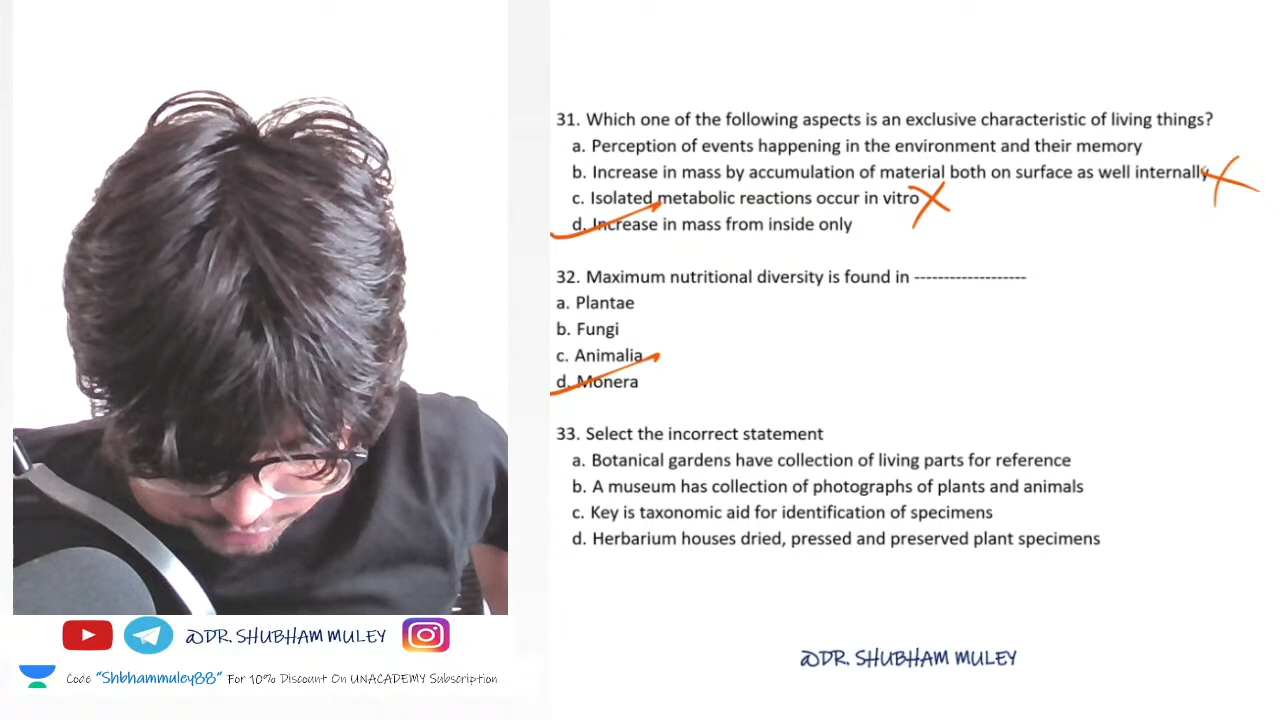 31. Which one of the following aspects is an exclusive characteristic of living things?
a. Perception of events happening in the environment and their memory
b. Increase in mass by accumulation of material both on surface as well internally
c. Isolated metabolic reactions occur in vitro
d. Increase in mass from inside only
32. Maximum nutritional diversity is found in -------------------
a. Plantae
b. Fungi
c. Animalia
d. Monera
33. Select the incorrect statement
a. Botanical gardens have collection of living parts for reference
b. A museum has collection of photographs of plants and animals
c. Key is taxonomic aid for identification of specimens
d. Herbarium houses dried, pressed and preserved plant specimens
@DR. SHUBHAM MULEY
Code "Shbhammuley88" For 10% Discount On UNACADEMY Subscription
@DR. SHUBHAM MULEY